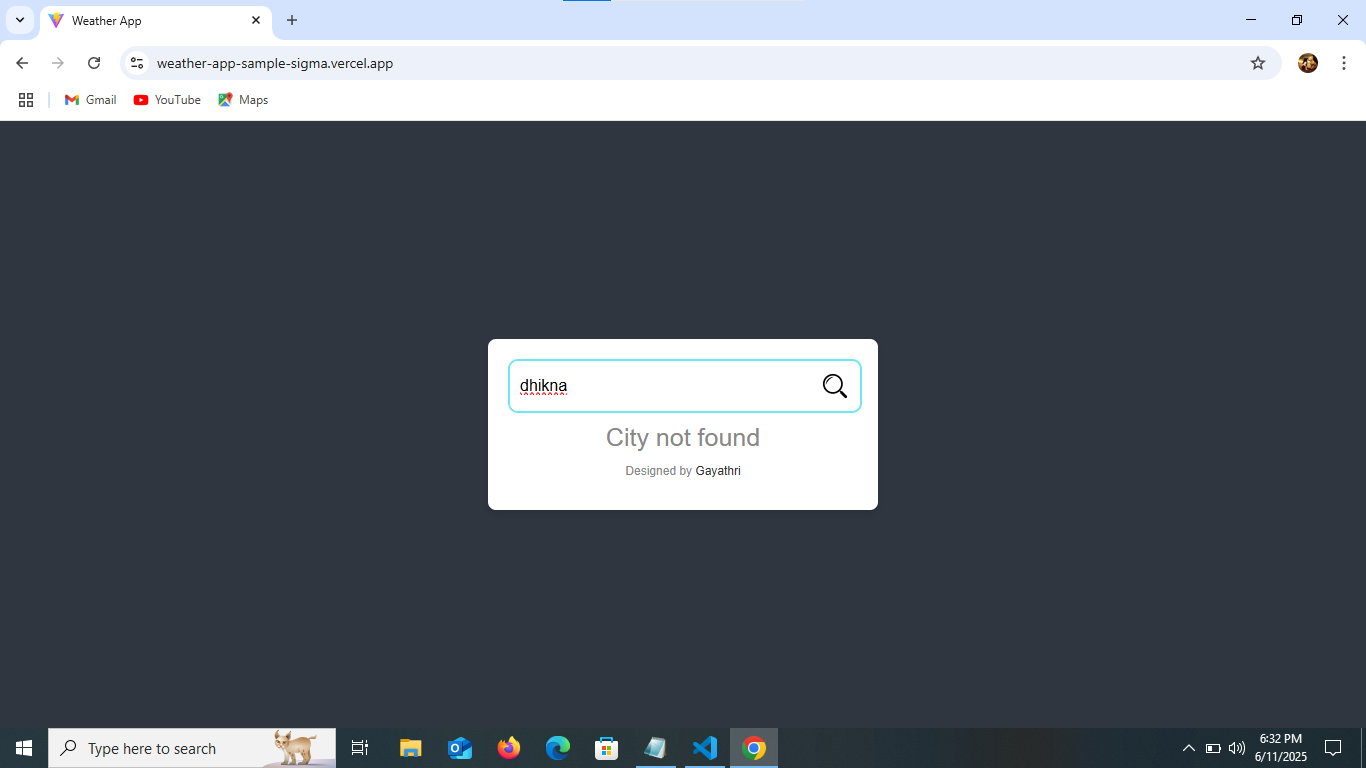 Weather App
weather-app-sample-sigma.vercel.app
Gmail YouTube Maps
dhikna
City not found
Designed by Gayathri
Type here to search
6:32 PM
6/11/2025